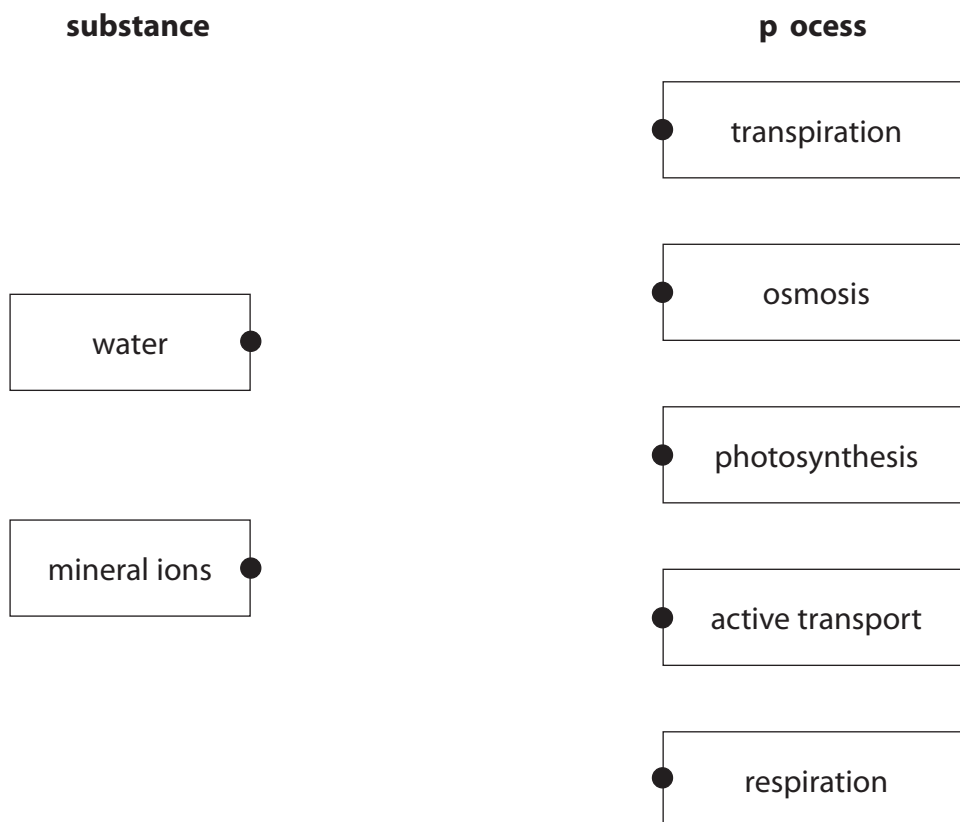 substance
p ocess
transpiration
osmosis
water
photosynthesis
mineral ions
active transport
respiration